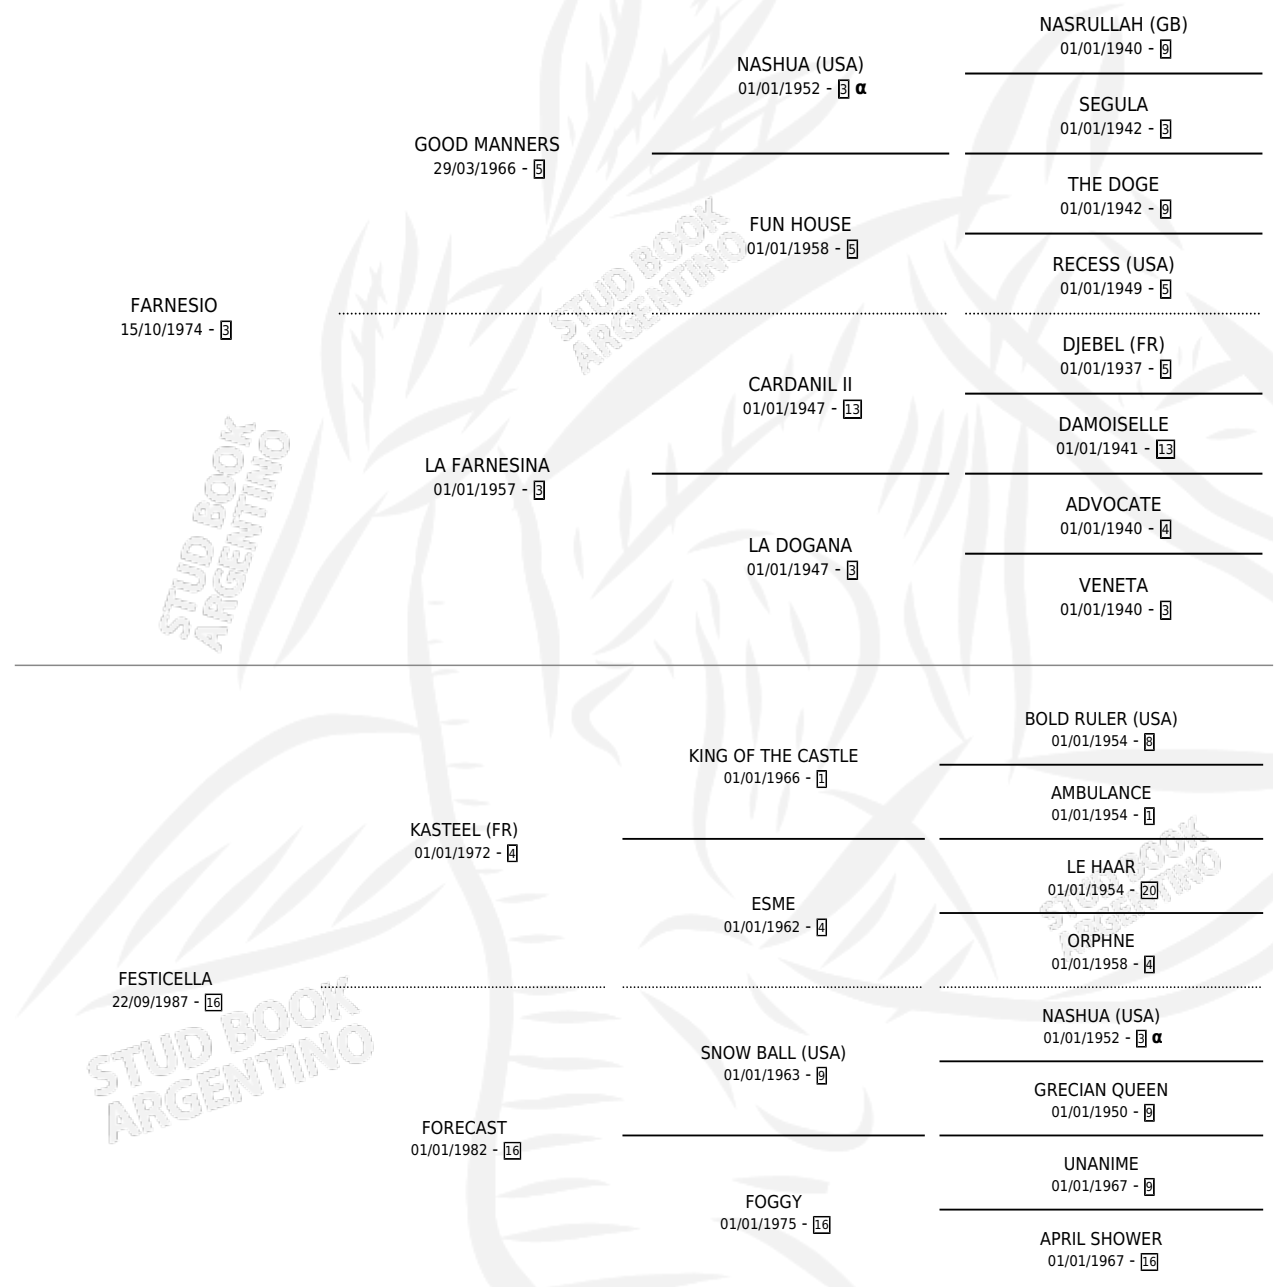 NASRULLAH (GB)
01/01/1940 - 9
NASHUA (USA)
01/01/1952 - 3 α
SEGULA
01/01/1942 - 3
GOOD MANNERS
29/03/1966 - 5
THE DOGE
01/01/1942 - 9
FUN HOUSE
01/01/1958 - 5
RECESS (USA)
01/01/1949 - 5
FARNESIO
15/10/1974 - 3
DJEBEL (FR)
01/01/1937 - 5
CARDANIL II
01/01/1947 - 13
DAMOISELLE
01/01/1941 - 13
LA FARNESINA
01/01/1957 - 3
ADVOCATE
01/01/1940 - 4
LA DOGANA
01/01/1947 - 3
VENETA
01/01/1940 - 3
BOLD RULER (USA)
01/01/1954 - 8
KING OF THE CASTLE
01/01/1966 - 1
AMBULANCE
01/01/1954 - 1
KASTEEL (FR)
01/01/1972 - 4
LE HAAR
01/01/1954 - 20
ESME
01/01/1962 - 4
ORPHNE
01/01/1958 - 4
FESTICELLA
22/09/1987 - 16
NASHUA (USA)
01/01/1952 - 3 α
SNOW BALL (USA)
01/01/1963 - 9
GRECIAN QUEEN
01/01/1950 - 9
FORECAST
01/01/1982 - 16
UNANIME
01/01/1967 - 9
FOGGY
01/01/1975 - 16
APRIL SHOWER
01/01/1967 - 16
STUD BOOK
ARGENTINO
STUD BOOK
ARGENTINO
STUD BOOK
ARGENTINO
STUD BOOK
ARGENTINO